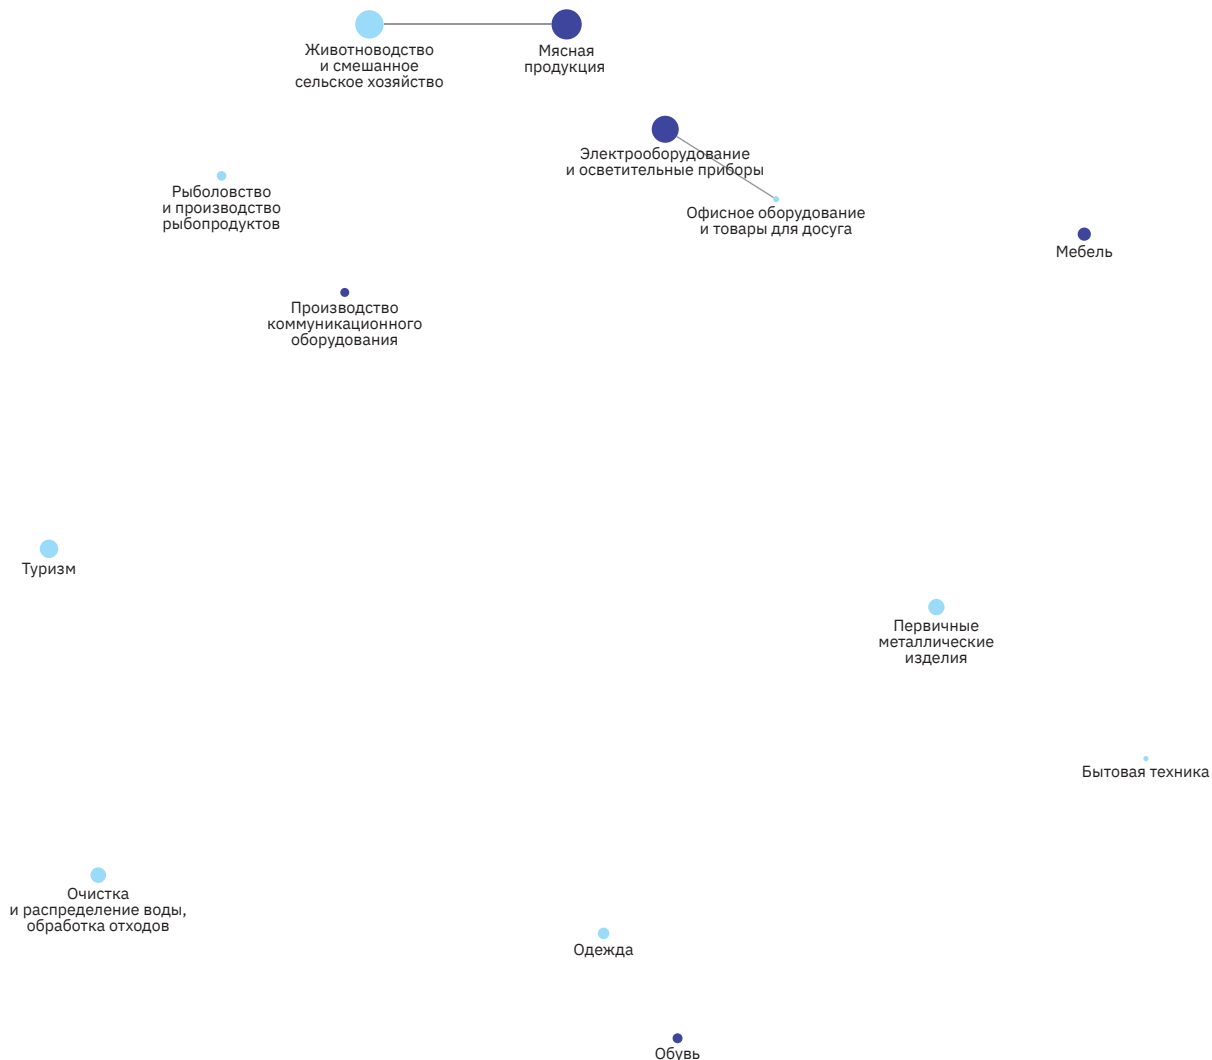 Животноводство
и смешанное
сельское хозяйство
Мясная
продукция
Электрооборудование
и осветительные приборы
Рыболовство
и производство
рыбопродуктов
Офисное оборудование
и товары для досуга
Мебель
Производство
коммуникационного
оборудования
Туризм
Первичные
металлические
изделия
Бытовая техника
Очистка
и распределение воды,
обработка отходов
Одежда
Обувь